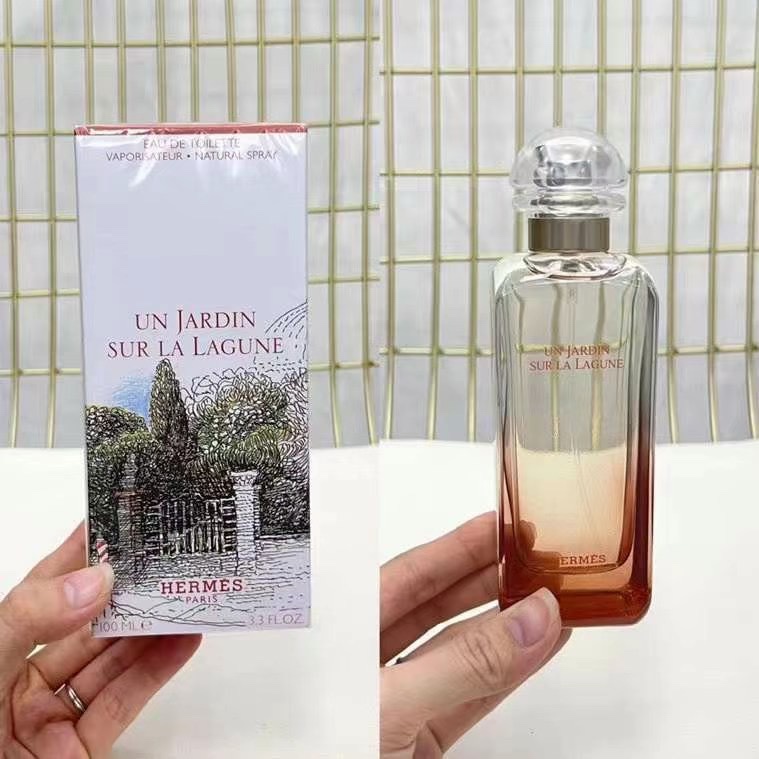 EAU DE TOILETTE
VAPORISATEUR • NATURAL SPRAY
UN JARDIN
SUR LA LAGUNE
HERMÈS
PARIS
100 ML e
3.3 FL.OZ
UN JARDIN
SUR LA LAGUNE
ERMÈS